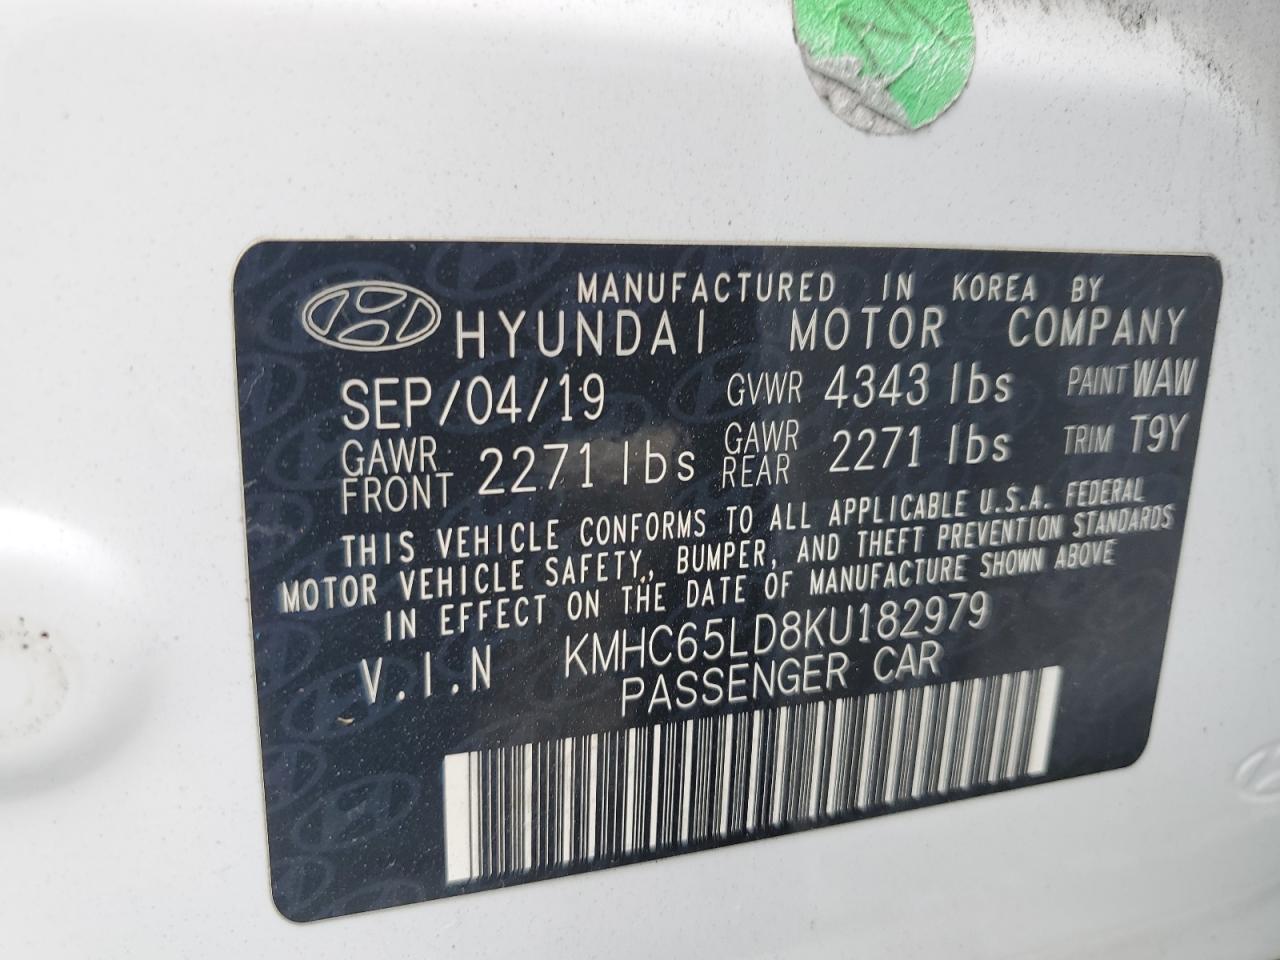 MANUFACTURED IN KOREA BY
HYUNDAI MOTOR COMPANY
SEP/04/19 GVWR 4343 lbs PAINT WAW
GAWR FRONT 2271 lbs GAWR REAR 2271 lbs TRIM T9Y
THIS VEHICLE CONFORMS TO ALL APPLICABLE U.S.A. FEDERAL
MOTOR VEHICLE SAFETY, BUMPER, AND THEFT PREVENTION STANDARDS
IN EFFECT ON THE DATE OF MANUFACTURE SHOWN ABOVE
V.I.N KMHC65LD8KU182979
PASSENGER CAR